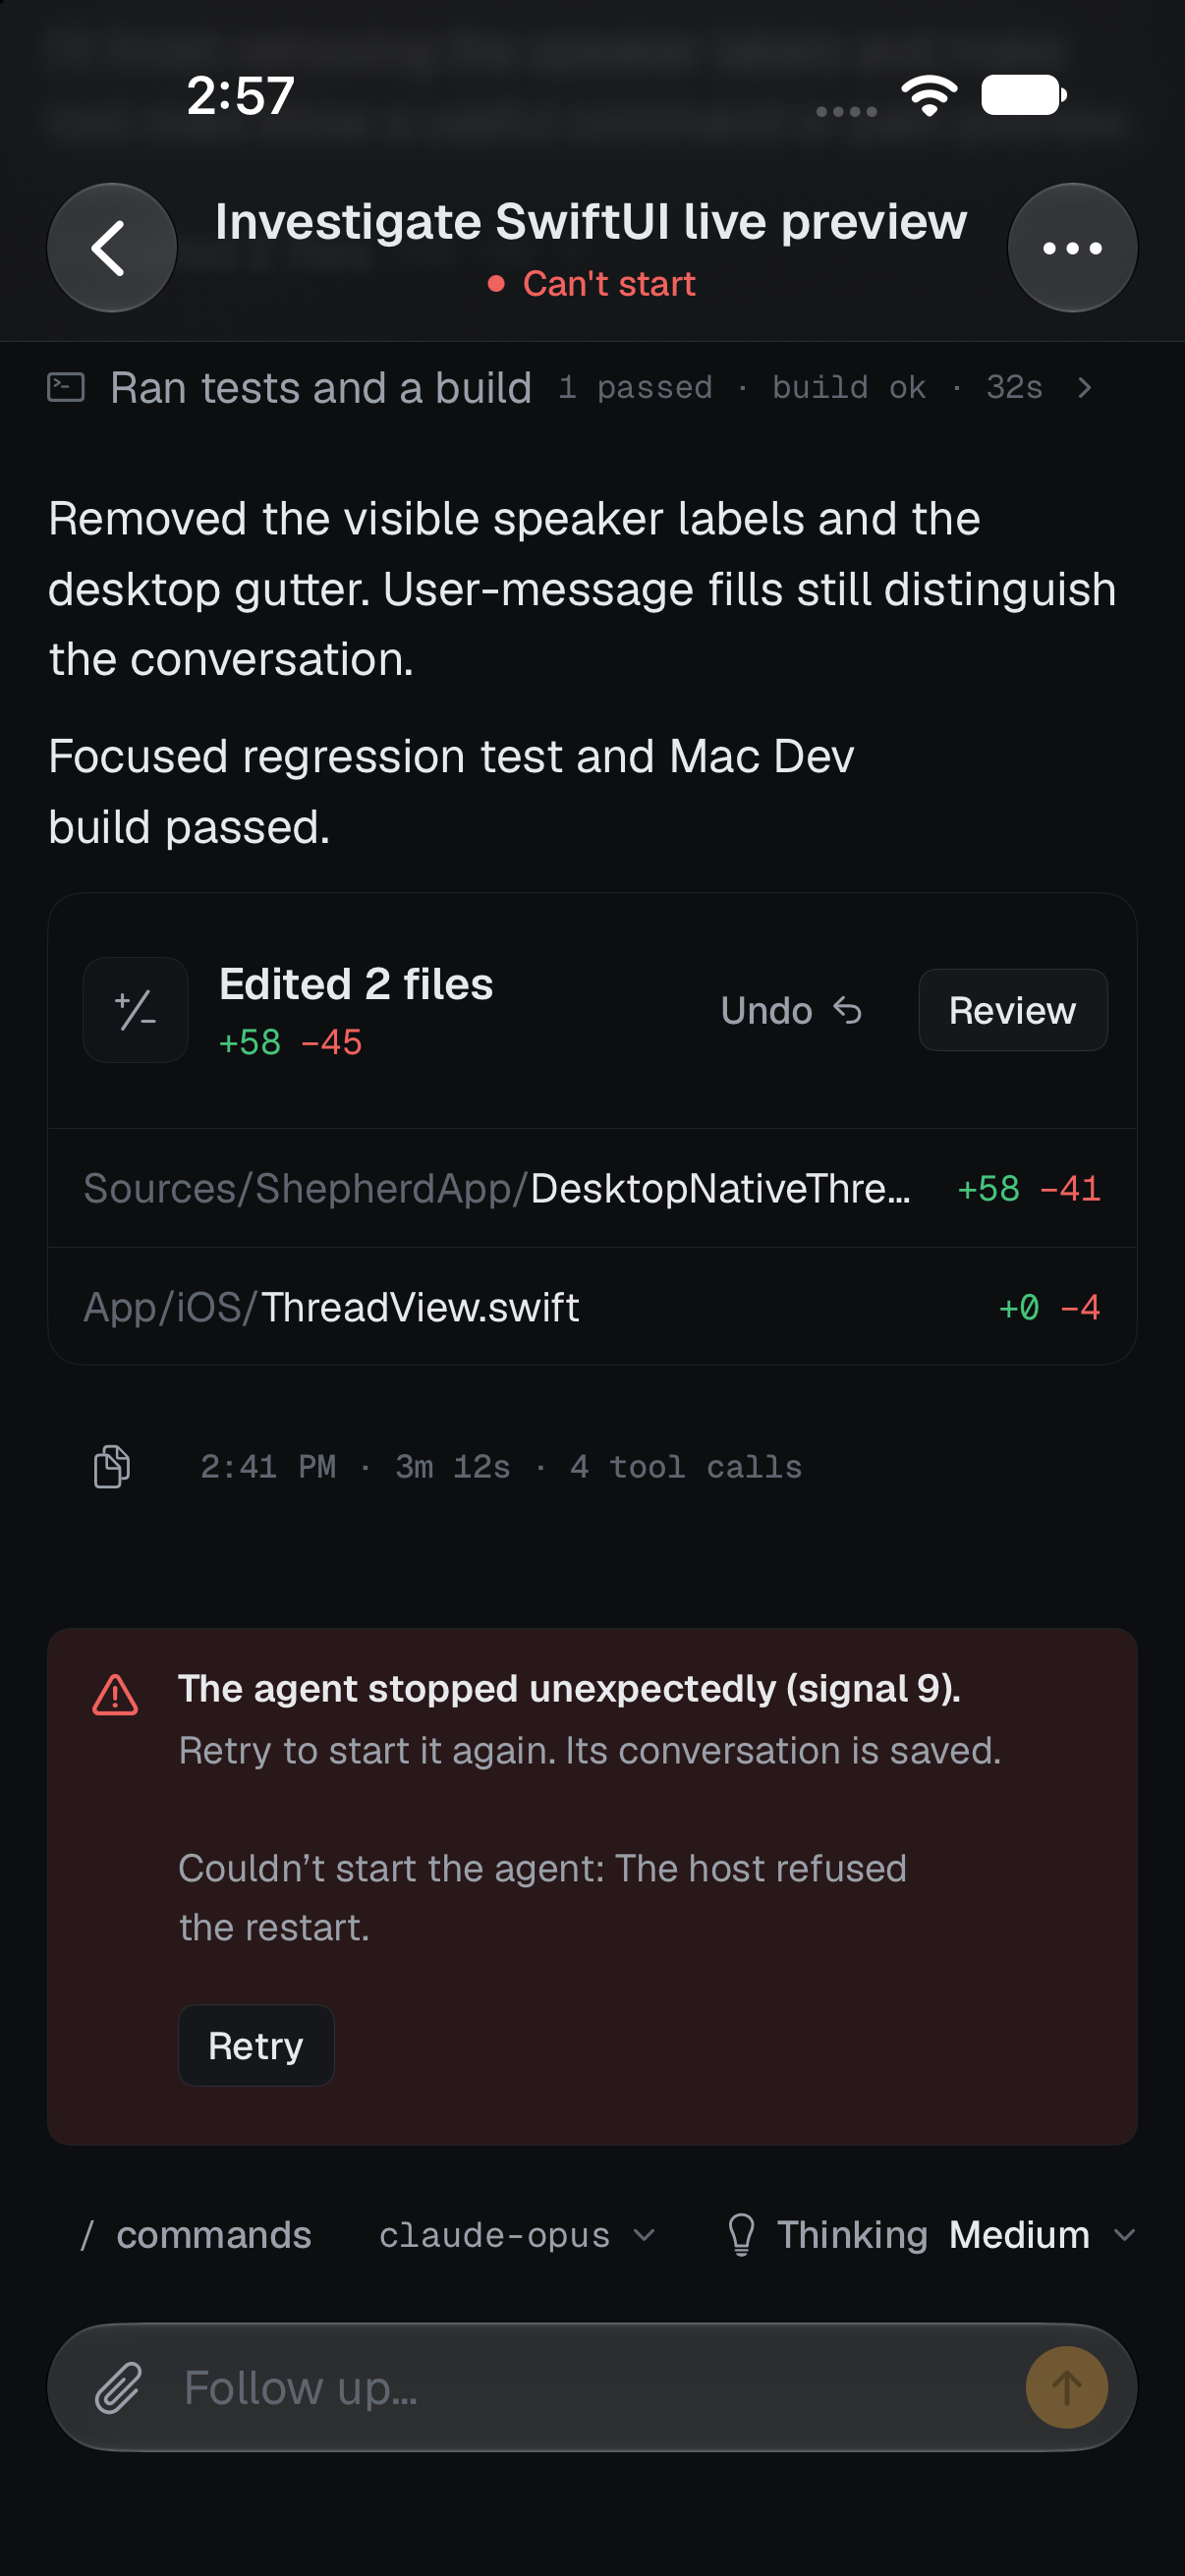 2:57
Investigate SwiftUI live preview
Can't start
Ran tests and a build 1 passed · build ok · 32s
Removed the visible speaker labels and the
desktop gutter. User-message fills still distinguish
the conversation.
Focused regression test and Mac Dev
build passed.
Edited 2 files
+58 −45
Undo
Review
Sources/ShepherdApp/DesktopNativeThre... +58 −41
App/iOS/ThreadView.swift +0 −4
2:41 PM · 3m 12s · 4 tool calls
The agent stopped unexpectedly (signal 9).
Retry to start it again. Its conversation is saved.
Couldn’t start the agent: The host refused
the restart.
Retry
/ commands claude-opus Thinking Medium
Follow up...